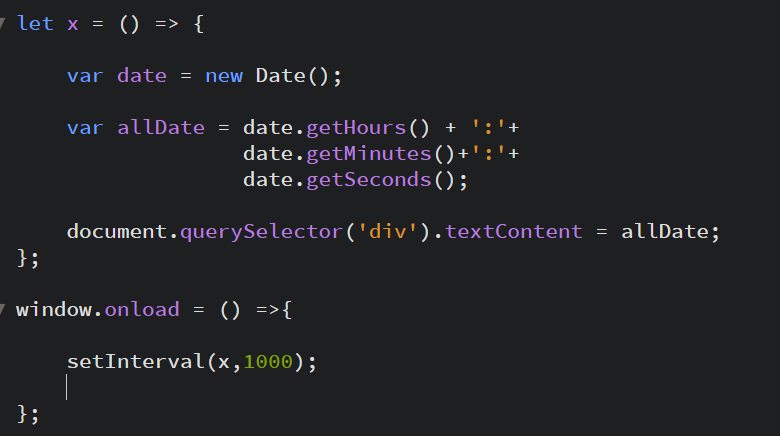 let x = () => {
var date = new Date();
var allDate = date.getHours() + ':'+
date.getMinutes()+':'+
date.getSeconds();
document.querySelector('div').textContent = allDate;
};
window.onload = () =>{
setInterval(x,1000);
};